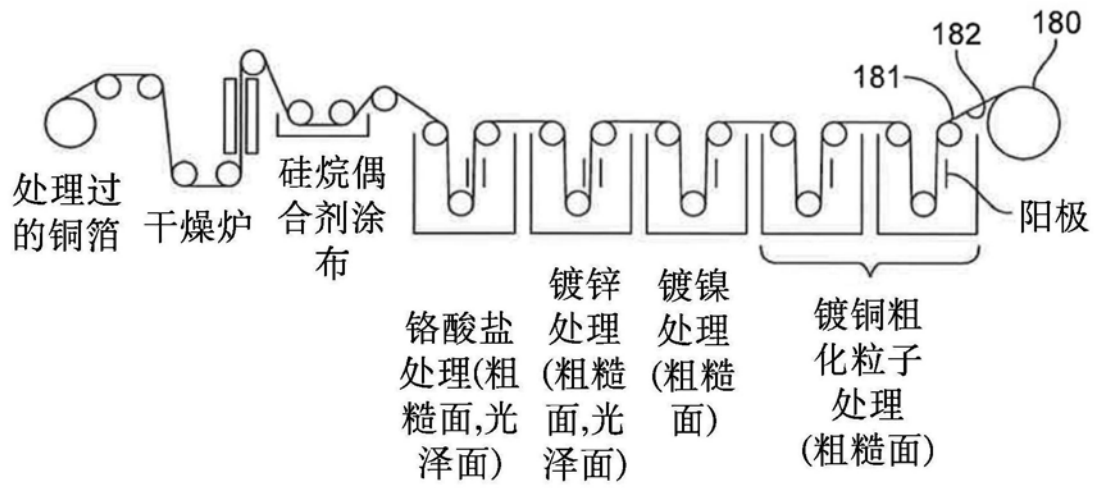 180
182
181
阳极
处理过
的铜箔
干燥炉
硅烷偶
合剂涂
布
铬酸盐
处理(粗
糙面,光
泽面)
镀锌
处理
(粗糙
面,光
泽面)
镀镍
处理
(粗糙
面)
镀铜粗
化粒子
处理
(粗糙面)